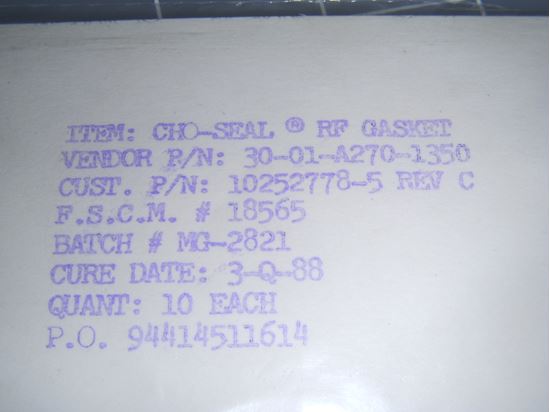 ITEM: CHO-SEAL ® RF GASKET
VENDOR P/N: 30-01-A270-1350
CUST. P/N: 10252778-5 REV C
F.S.C.M. # 18565
BATCH # MG-2821
CURE DATE: 3-Q-88
QUANT: 10 EACH
P.O. 94414511614